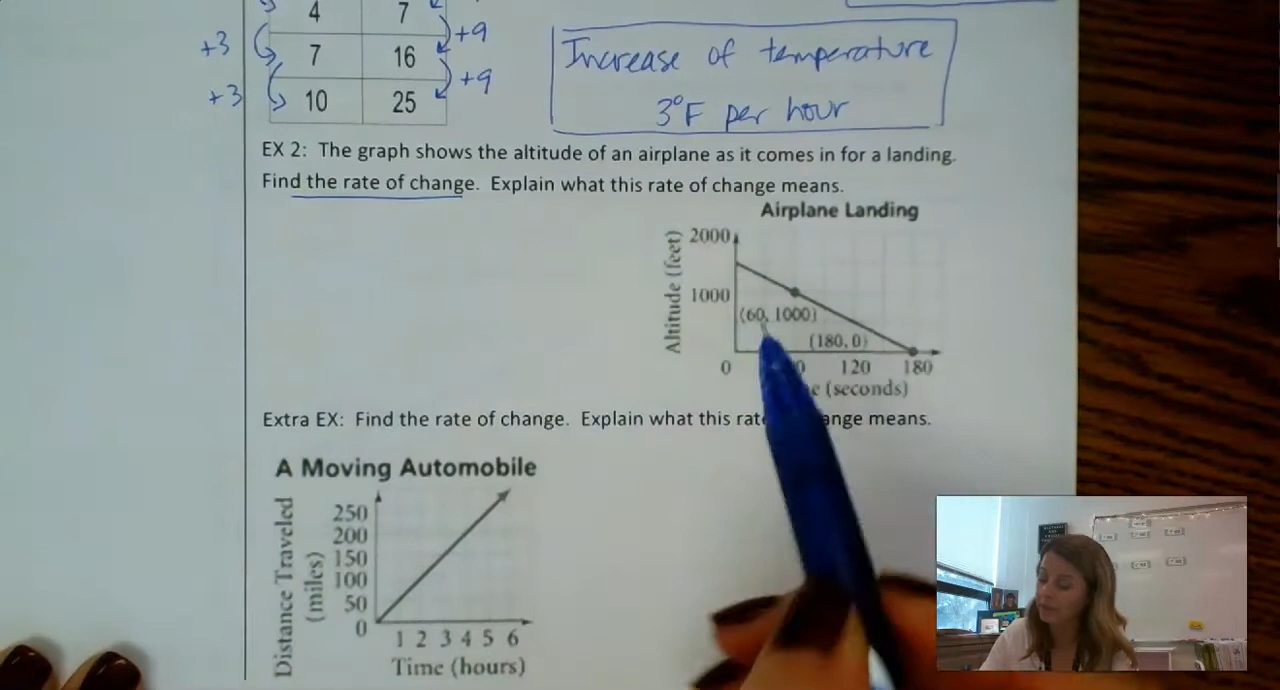 4 7
+9
+3 7 16
+9
+3 10 25
Increase of temperature
3°F per hour
EX 2: The graph shows the altitude of an airplane as it comes in for a landing.
Find the rate of change. Explain what this rate of change means.
Airplane Landing
Altitude (feet)
2000
1000
(60, 1000)
(180, 0)
0 120 180
(seconds)
Extra EX: Find the rate of change. Explain what this means.
A Moving Automobile
Distance Traveled
(miles)
250
200
150
100
50
0
1 2 3 4 5 6
Time (hours)